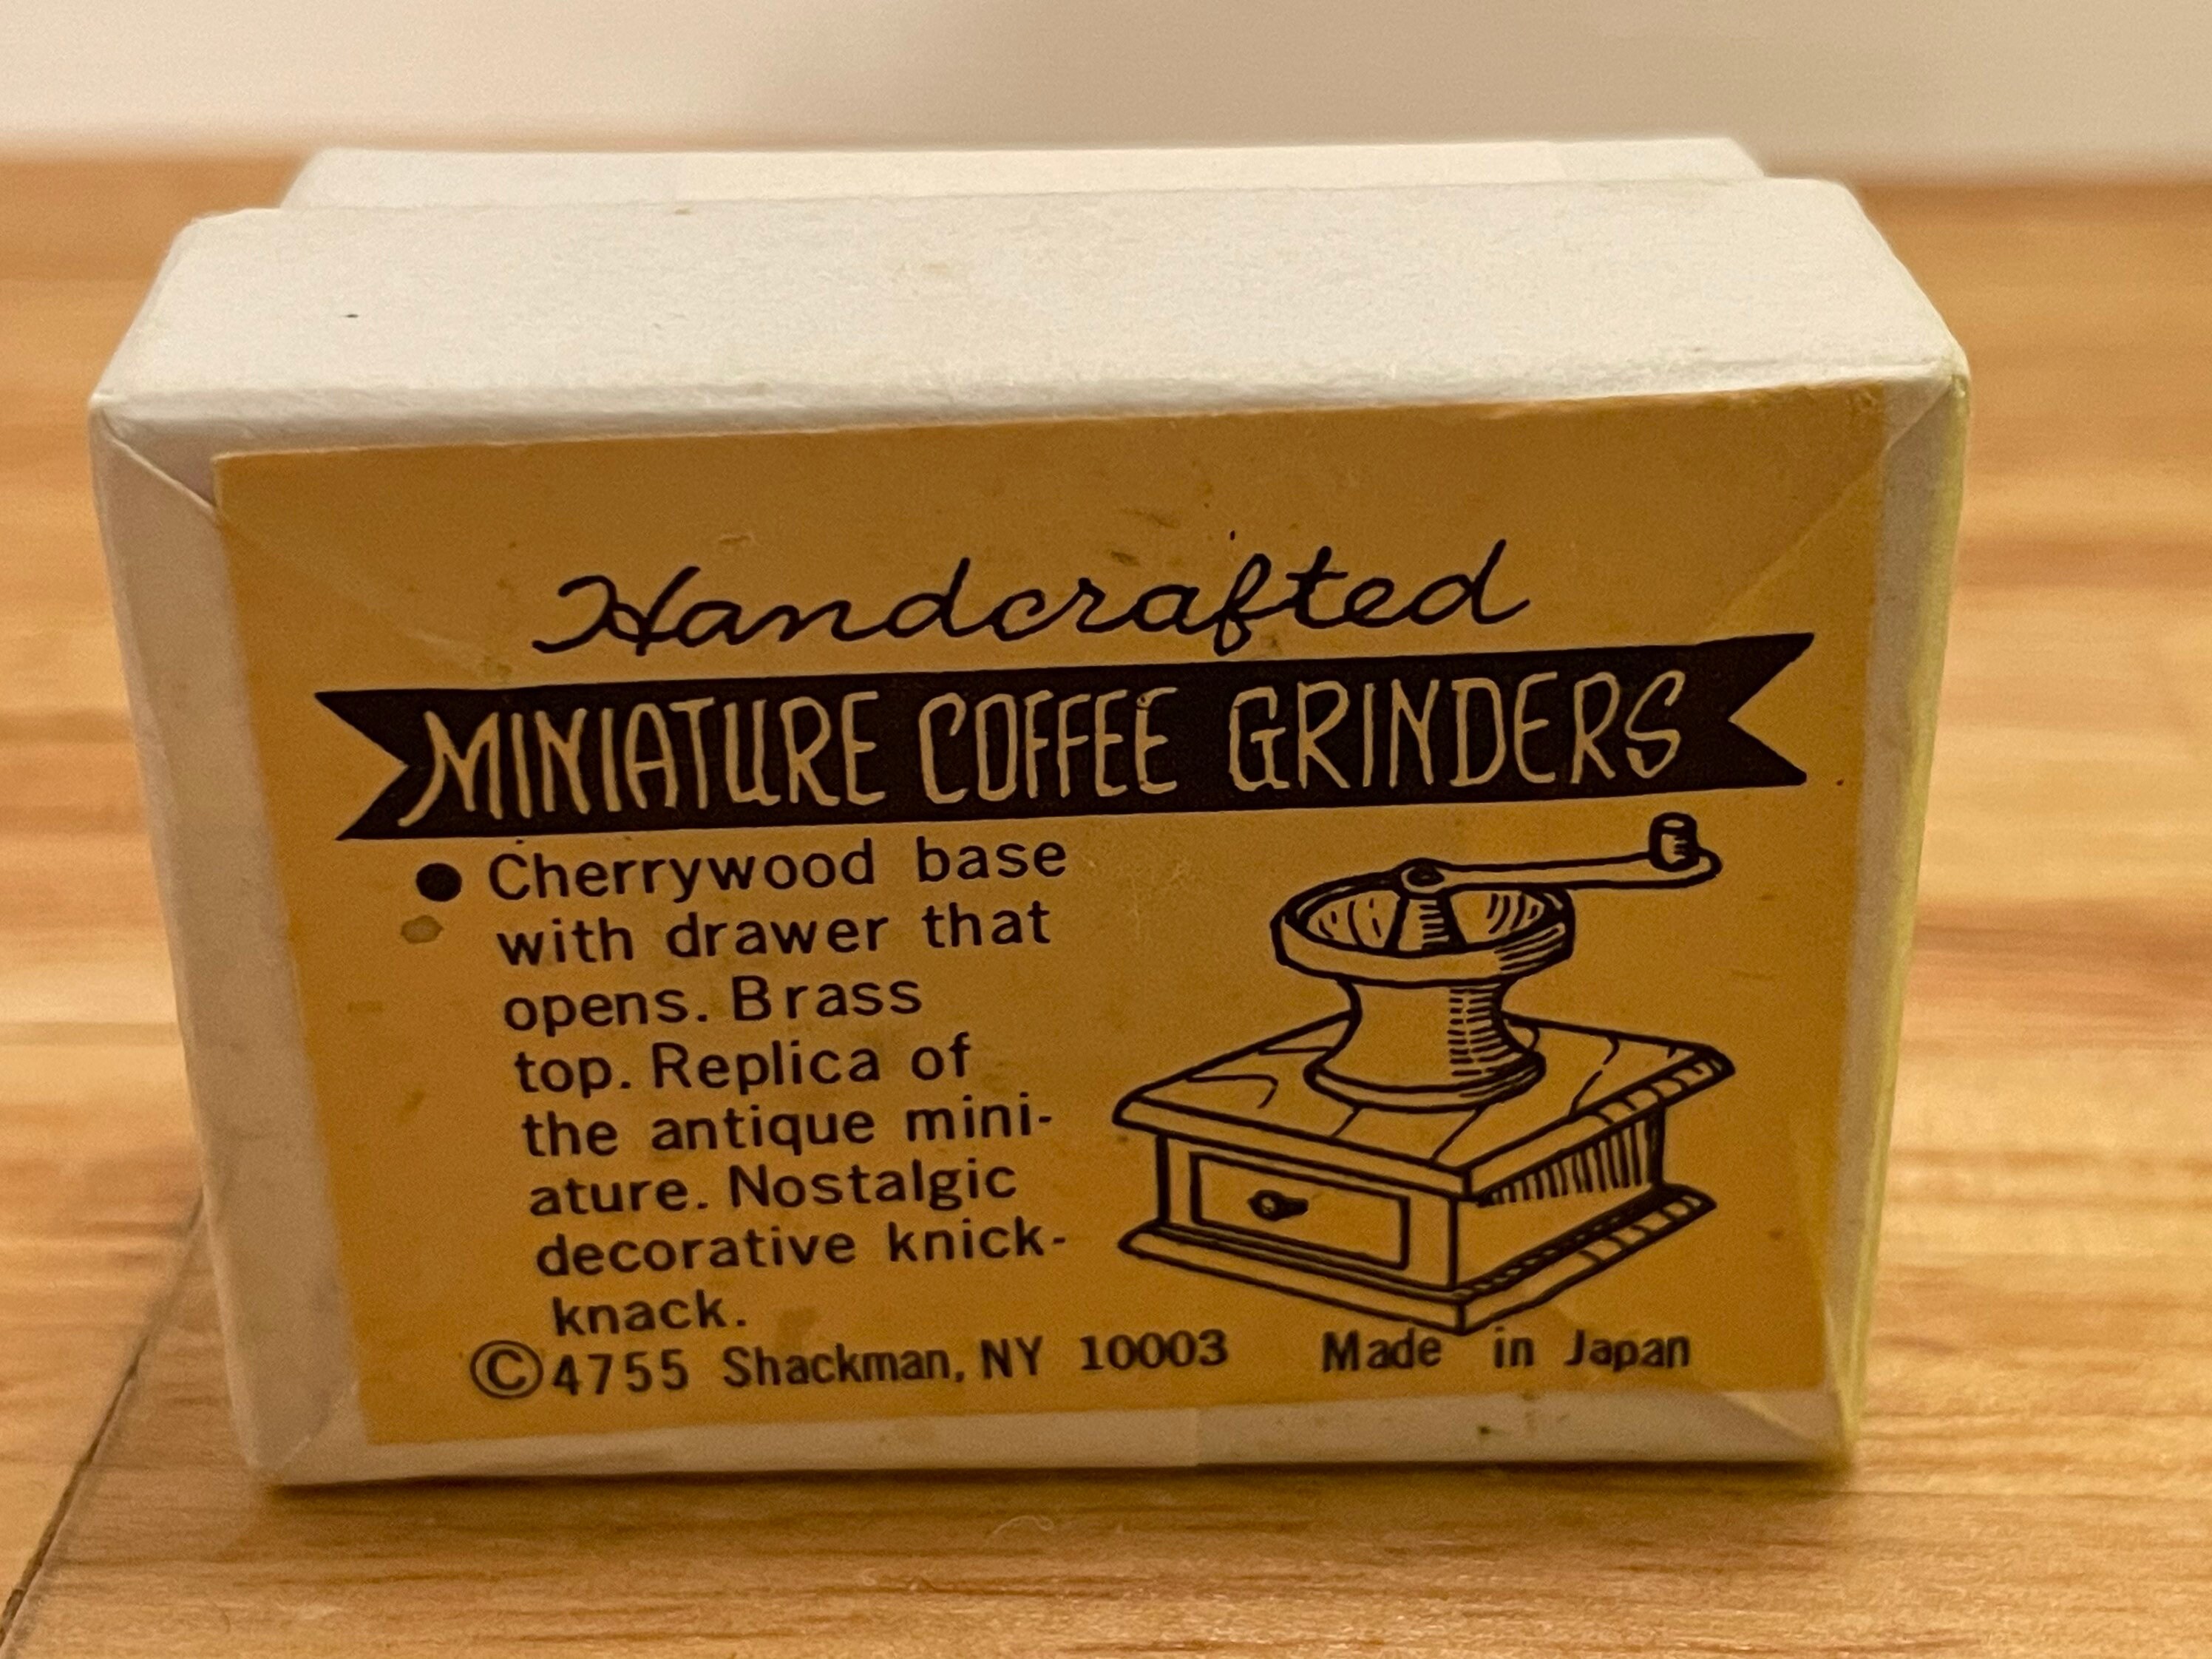 Handcrafted
MINIATURE COFFEE GRINDERS
● Cherrywood base
with drawer that
opens. Brass
top. Replica of
the antique mini-
ature. Nostalgic
decorative knick-
knack.
©4755 Shackman, NY 10003 Made in Japan